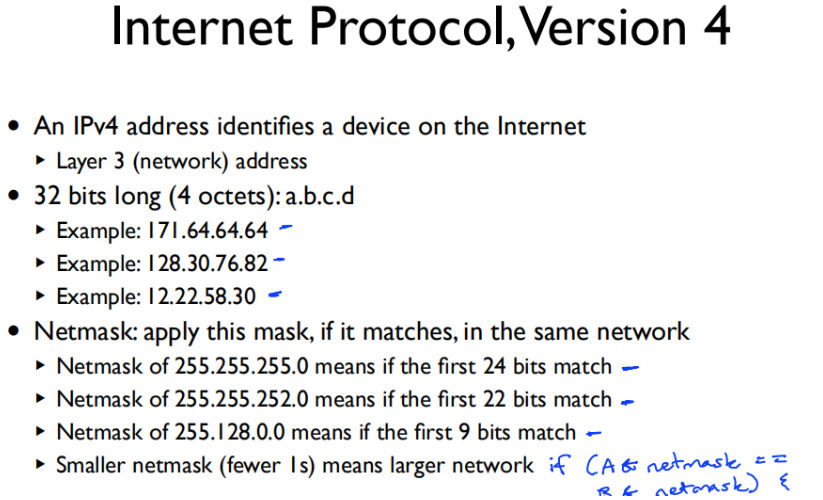 Internet Protocol, Version 4
• An IPv4 address identifies a device on the Internet
‣ Layer 3 (network) address
• 32 bits long (4 octets): a.b.c.d
‣ Example: 171.64.64.64
‣ Example: 128.30.76.82
‣ Example: 12.22.58.30
• Netmask: apply this mask, if it matches, in the same network
‣ Netmask of 255.255.255.0 means if the first 24 bits match
‣ Netmask of 255.255.252.0 means if the first 22 bits match
‣ Netmask of 255.128.0.0 means if the first 9 bits match
‣ Smaller netmask (fewer 1s) means larger network if (A & netmask ==
B & netmask) {